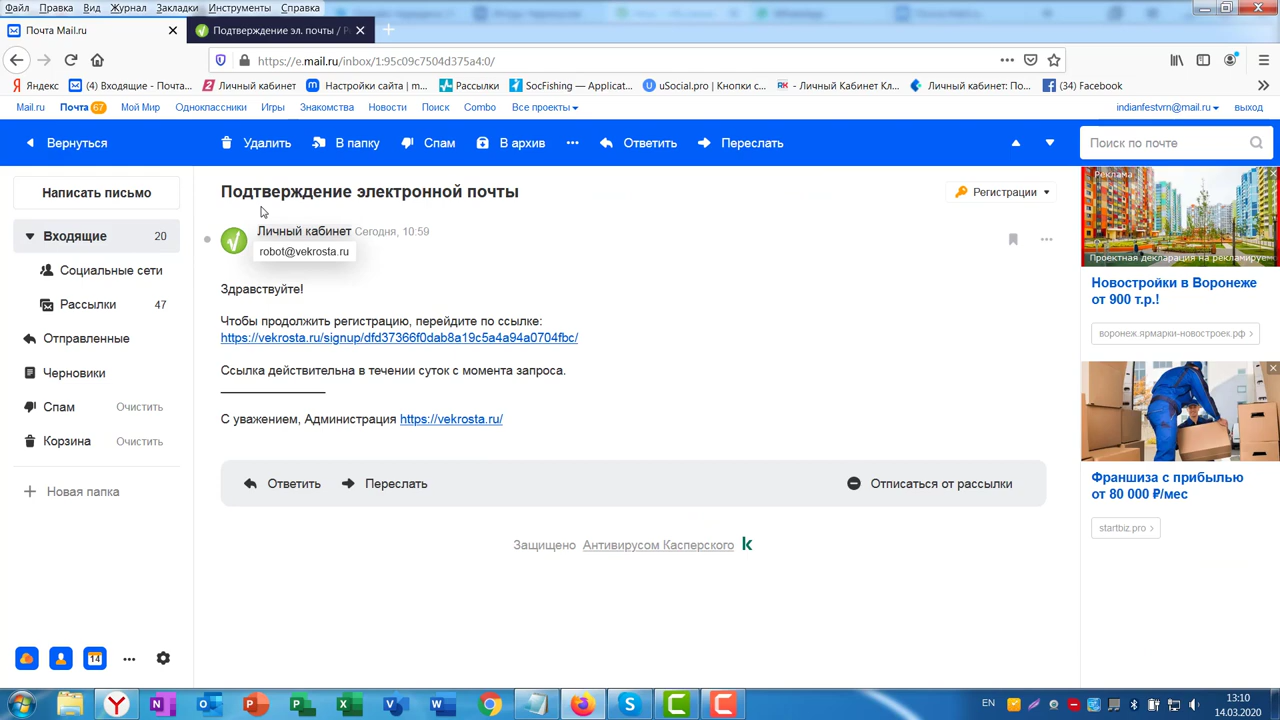 Файл Правка Вид Журнал Закладки Инструменты Справка
Почта Mail.ru
Подтверждение эл. почты /
https://e.mail.ru/inbox/1:95c09c7504d375a4:0/
Яндекс
(4) Входящие - Почта...
Личный кабинет
Настройки сайта | m...
Рассылки
SocFishing — Applicat...
uSocial.pro | Кнопки с...
- Личный Кабинет Кл...
Личный кабинет: По...
(34) Facebook
Mail.ru Почта 67 Мой Мир Одноклассники Игры Знакомства Новости Поиск Combo Все проекты
indianfestvrn@mail.ru выход
Вернуться
Удалить В папку Спам В архив ••• Ответить Переслать
Поиск по почте
Написать письмо
Входящие 20
Социальные сети
Рассылки 47
Отправленные
Черновики
Спам Очистить
Корзина Очистить
Новая папка
14
Подтверждение электронной почты
Регистрации
Личный кабинет Сегодня, 10:59
robot@vekrosta.ru
Здравствуйте!
Чтобы продолжить регистрацию, перейдите по ссылке:
https://vekrosta.ru/signup/dfd37366f0dab8a19c5a4a94a0704fbc/
Ссылка действительна в течении суток с момента запроса.
С уважением, Администрация https://vekrosta.ru/
Ответить Переслать
Отписаться от рассылки
Защищено Антивирусом Касперского
Реклама
Проектная декларация на рекламируемо
Новостройки в Воронеже
от 900 т.р.!
воронеж.ярмарки-новостроек.рф >
Франшиза с прибылью
от 80 000 ₽/мес
startbiz.pro >
EN
13:10
14.03.2020